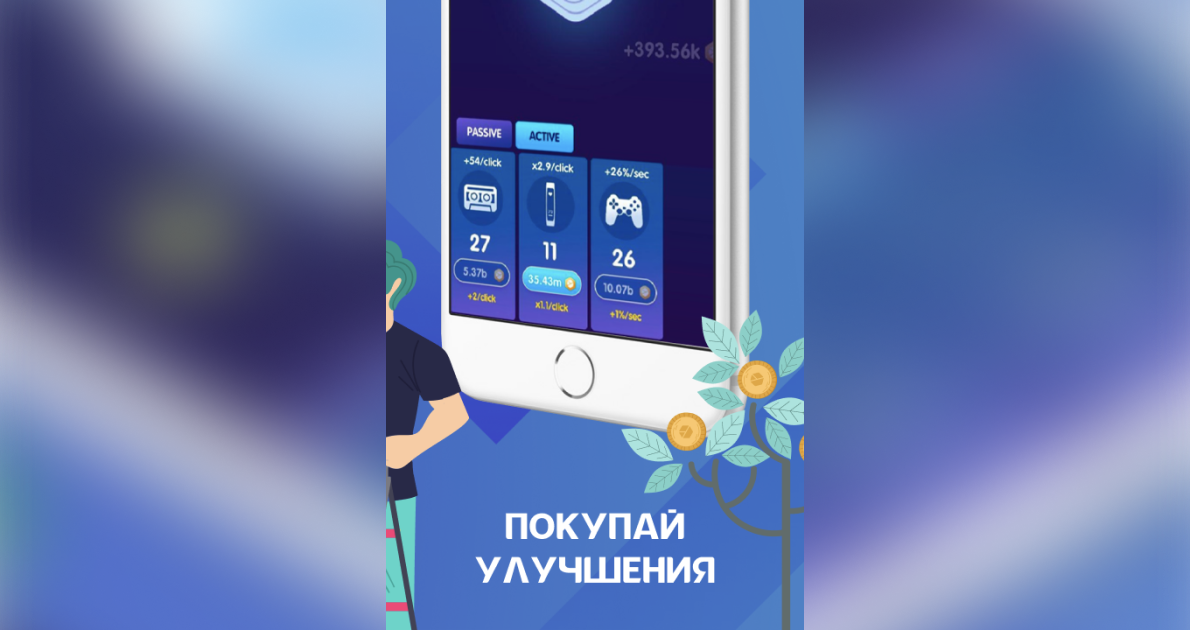 +393.56k
PASSIVE ACTIVE
+54/click x2.9/click +26%/sec
27 11 26
5.37b 35.43m 10.07b
+2/click x1.1/click +1%/sec
ПОКУПАЙ
УЛУЧШЕНИЯ